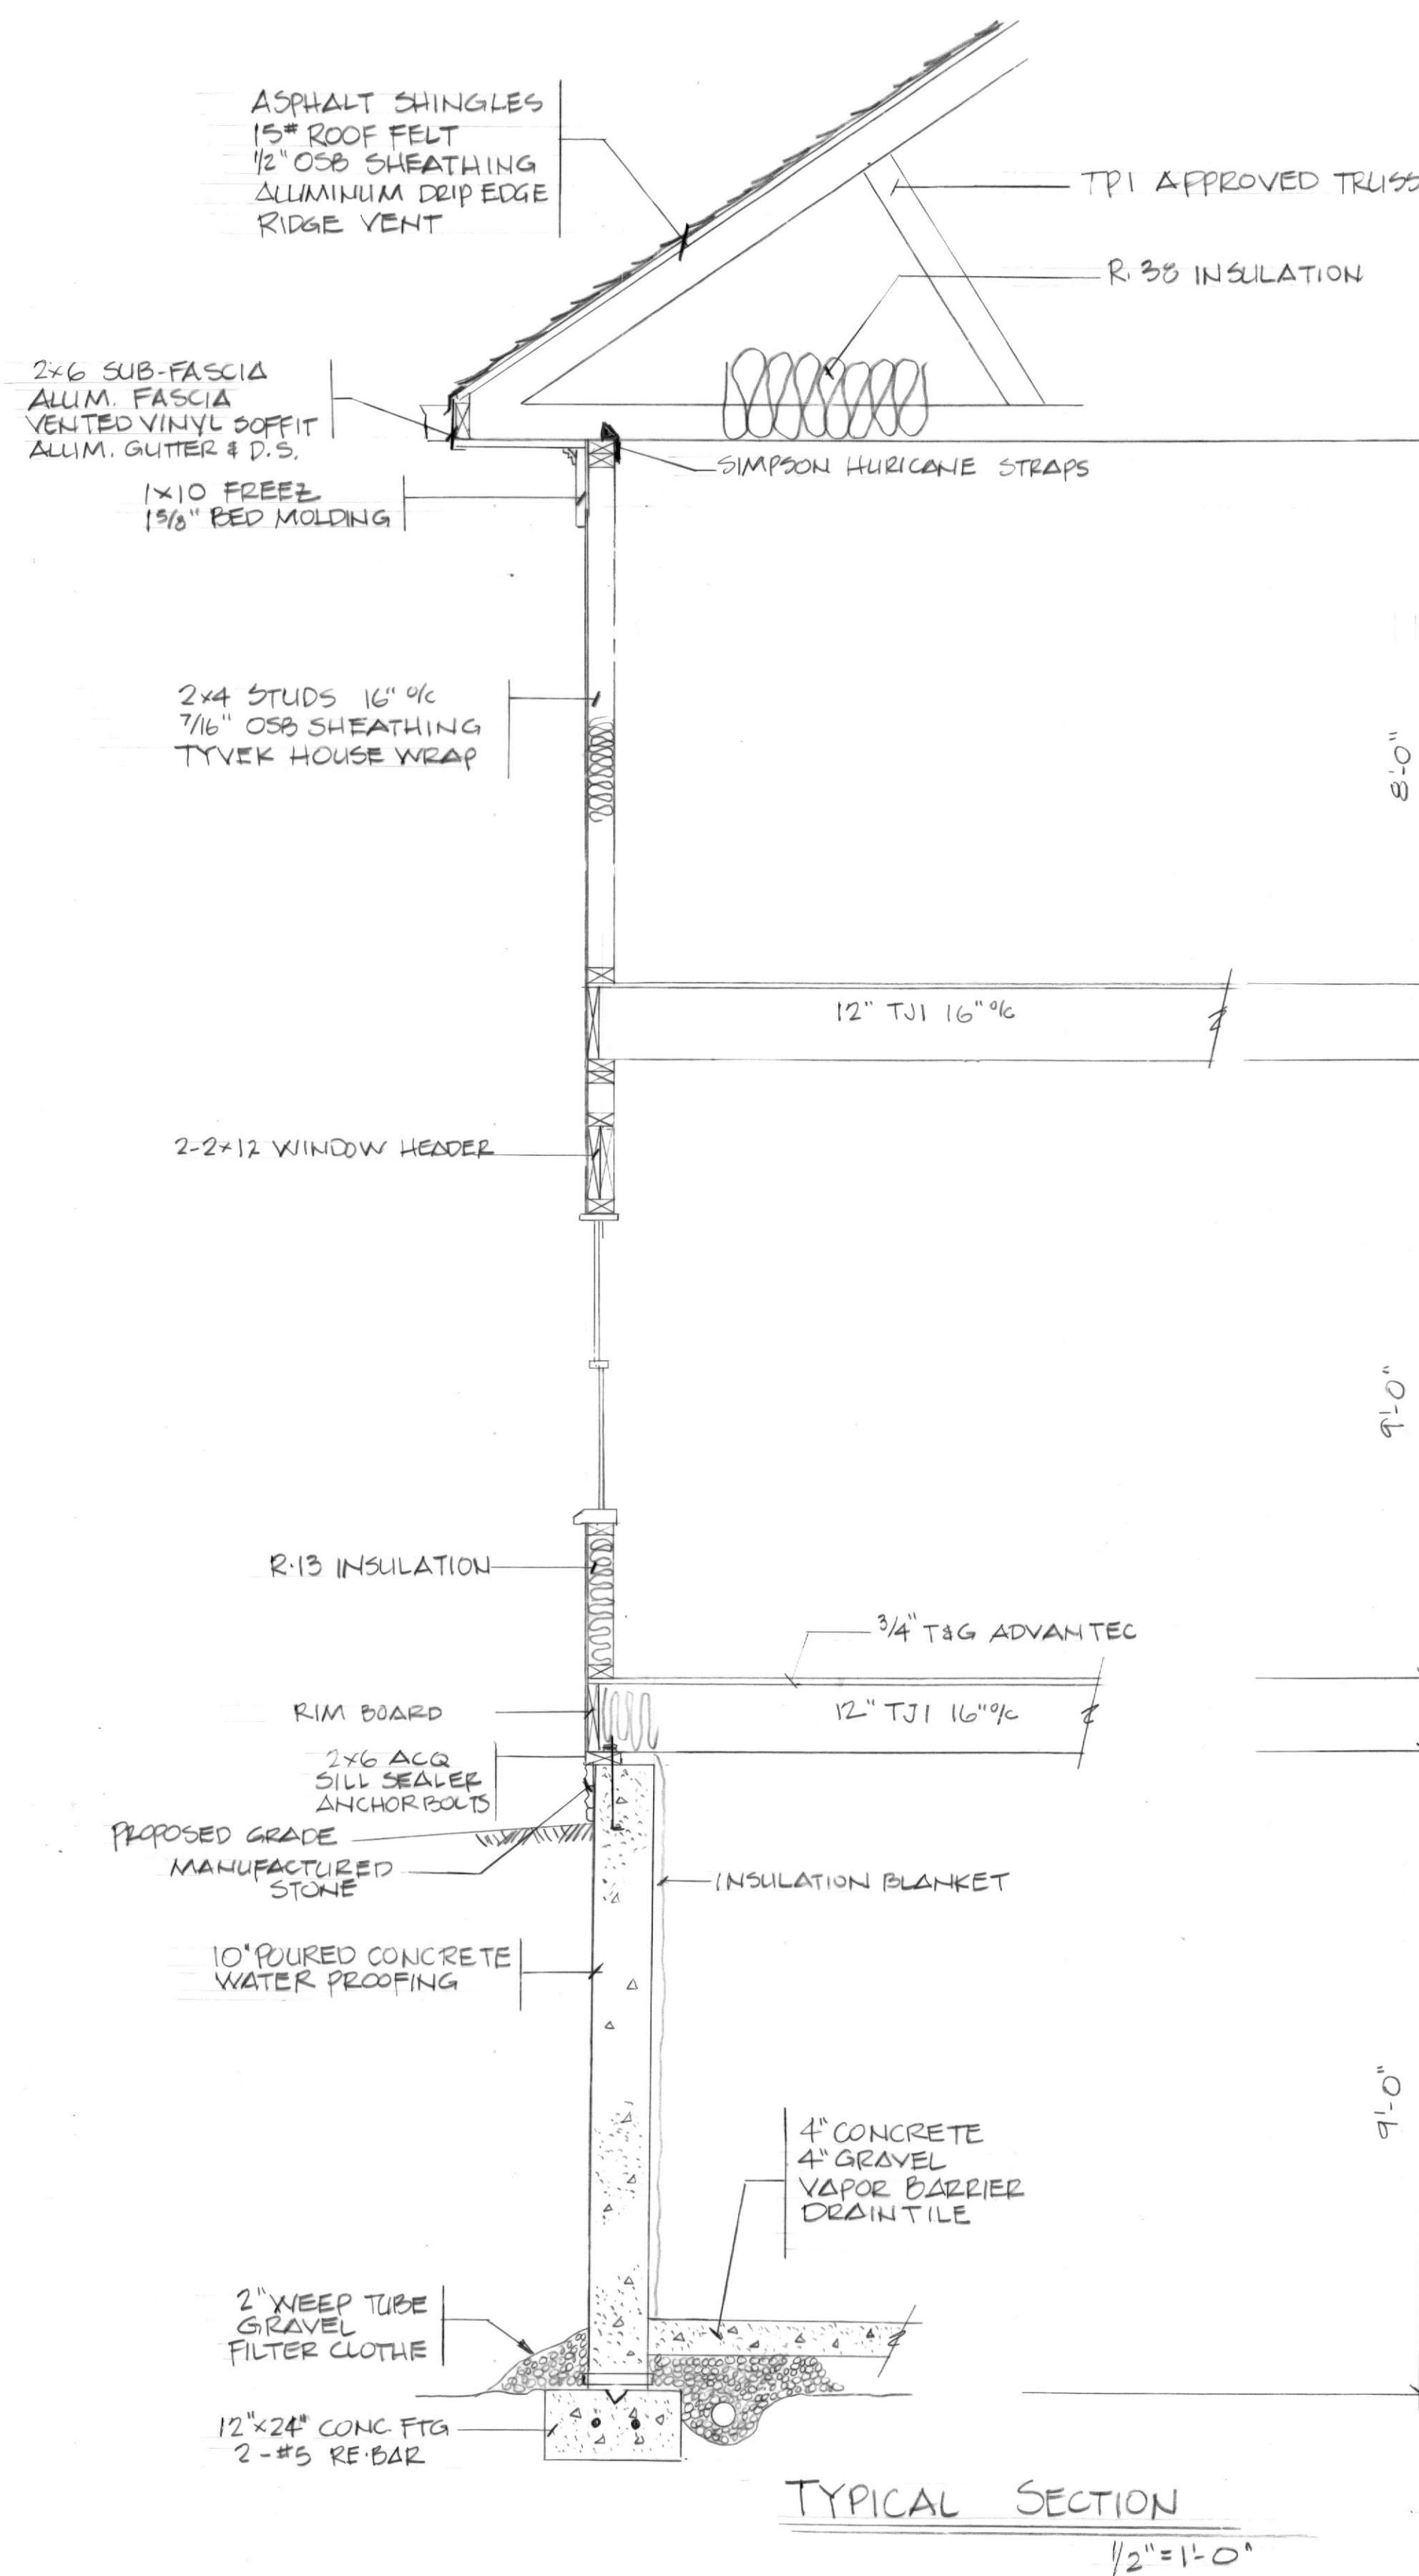 ASPHALT SHINGLES
15# ROOF FELT
1/2" OSB SHEATHING
ALUMINUM DRIP EDGE
RIDGE VENT
TPI APPROVED TRUSS
R·38 INSULATION
2x6 SUB-FASCIA
ALUM. FASCIA
VENTED VINYL SOFFIT
ALUM. GUTTER & D.S.
SIMPSON HURICANE STRAPS
1x10 FREEZ
1 5/8" BED MOLDING
2x4 STUDS 16" o/c
7/16" OSB SHEATHING
TYVEK HOUSE WRAP
8'-0"
12" TJI 16" o/c
2-2x12 WINDOW HEADER
9'-0"
R·13 INSULATION
3/4" T&G ADVANTEC
RIM BOARD
12" TJI 16" o/c
2x6 ACQ
SILL SEALER
ANCHOR BOLTS
PROPOSED GRADE
MANUFACTURED
STONE
INSULATION BLANKET
10" POURED CONCRETE
WATER PROOFING
9'-0"
4" CONCRETE
4" GRAVEL
VAPOR BARRIER
DRAIN TILE
2" WEEP TUBE
GRAVEL
FILTER CLOTHE
12"x24" CONC. FTG
2-#5 RE·BAR
TYPICAL SECTION
1/2"=1'-0"